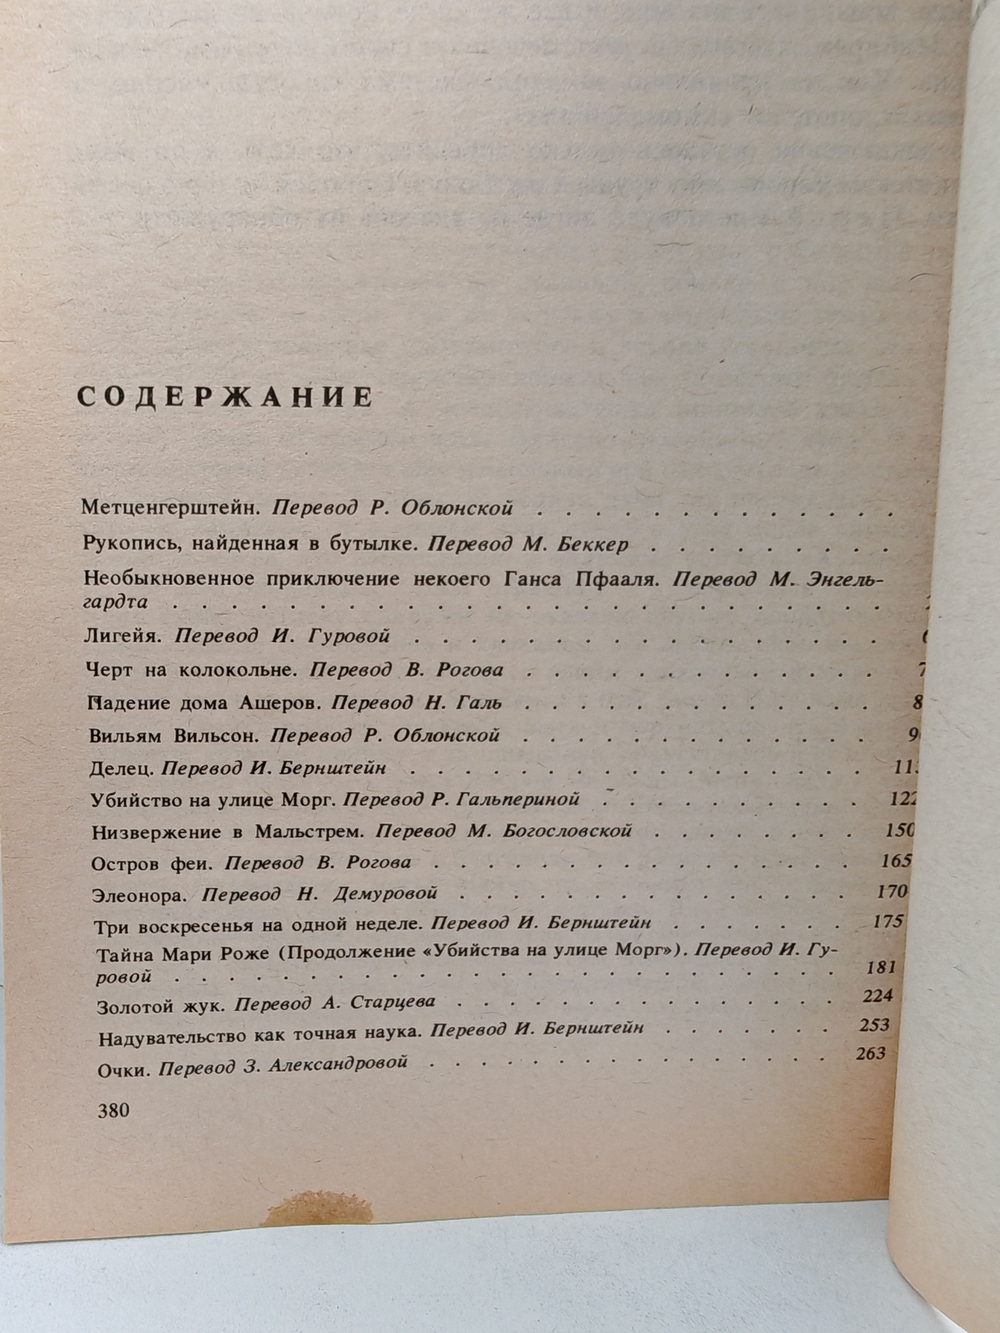 СОДЕРЖАНИЕ
Метценгерштейн. Перевод Р. Облонской . . . . . . . . . . . . .
Рукопись, найденная в бутылке. Перевод М. Беккер . . . . . . . . .
Необыкновенное приключение некоего Ганса Пфааля. Перевод М. Энгель-
гардта . . . . . . . . . . . . . . . . . . . . . . . . .
Лигейя. Перевод И. Гуровой . . . . . . . . . . . . . . . . .
Черт на колокольне. Перевод В. Рогова . . . . . . . . . . . . .
Падение дома Ашеров. Перевод Н. Галь . . . . . . . . . . . . .
Вильям Вильсон. Перевод Р. Облонской . . . . . . . . . . . . .
Делец. Перевод И. Бернштейн . . . . . . . . . . . . . . . . 113
Убийство на улице Морг. Перевод Р. Гальпериной . . . . . . . . . . 122
Низвержение в Мальстрем. Перевод М. Богословской . . . . . . . . 150
Остров феи. Перевод В. Рогова . . . . . . . . . . . . . . . 165
Элеонора. Перевод Н. Демуровой . . . . . . . . . . . . . . 170
Три воскресенья на одной неделе. Перевод И. Бернштейн . . . . . . . 175
Тайна Мари Роже (Продолжение «Убийства на улице Морг»). Перевод И. Гу-
ровой . . . . . . . . . . . . . . . . . . . . . . . 181
Золотой жук. Перевод А. Старцева . . . . . . . . . . . . . . 224
Надувательство как точная наука. Перевод И. Бернштейн . . . . . . . 253
Очки. Перевод З. Александровой . . . . . . . . . . . . . . . 263
380